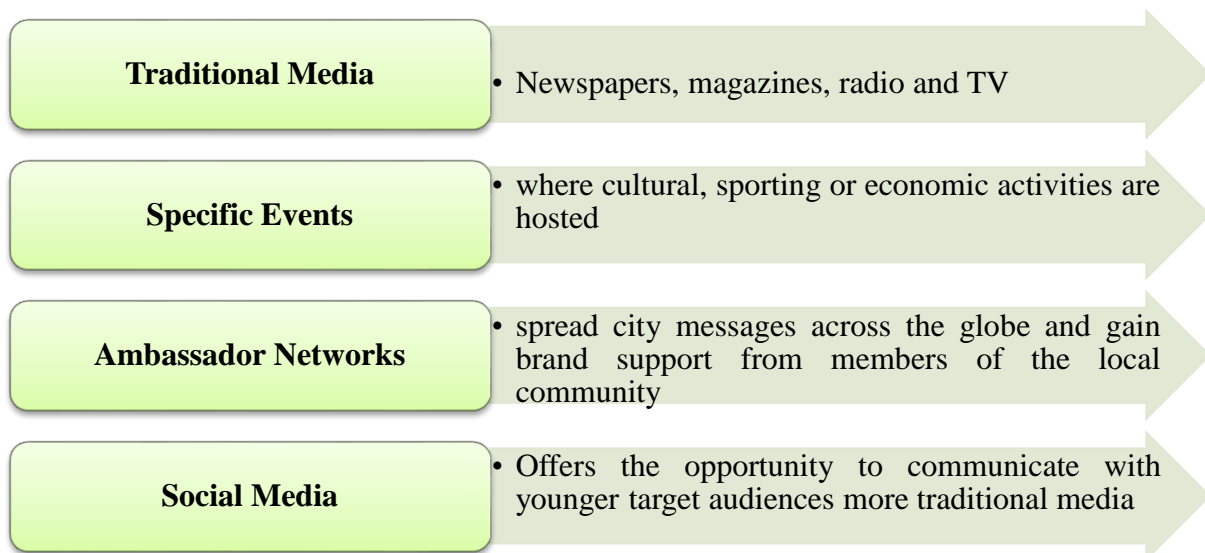 Traditional Media
• Newspapers, magazines, radio and TV
Specific Events
• where cultural, sporting or economic activities are
hosted
Ambassador Networks
• spread city messages across the globe and gain
brand support from members of the local
community
Social Media
• Offers the opportunity to communicate with
younger target audiences more traditional media